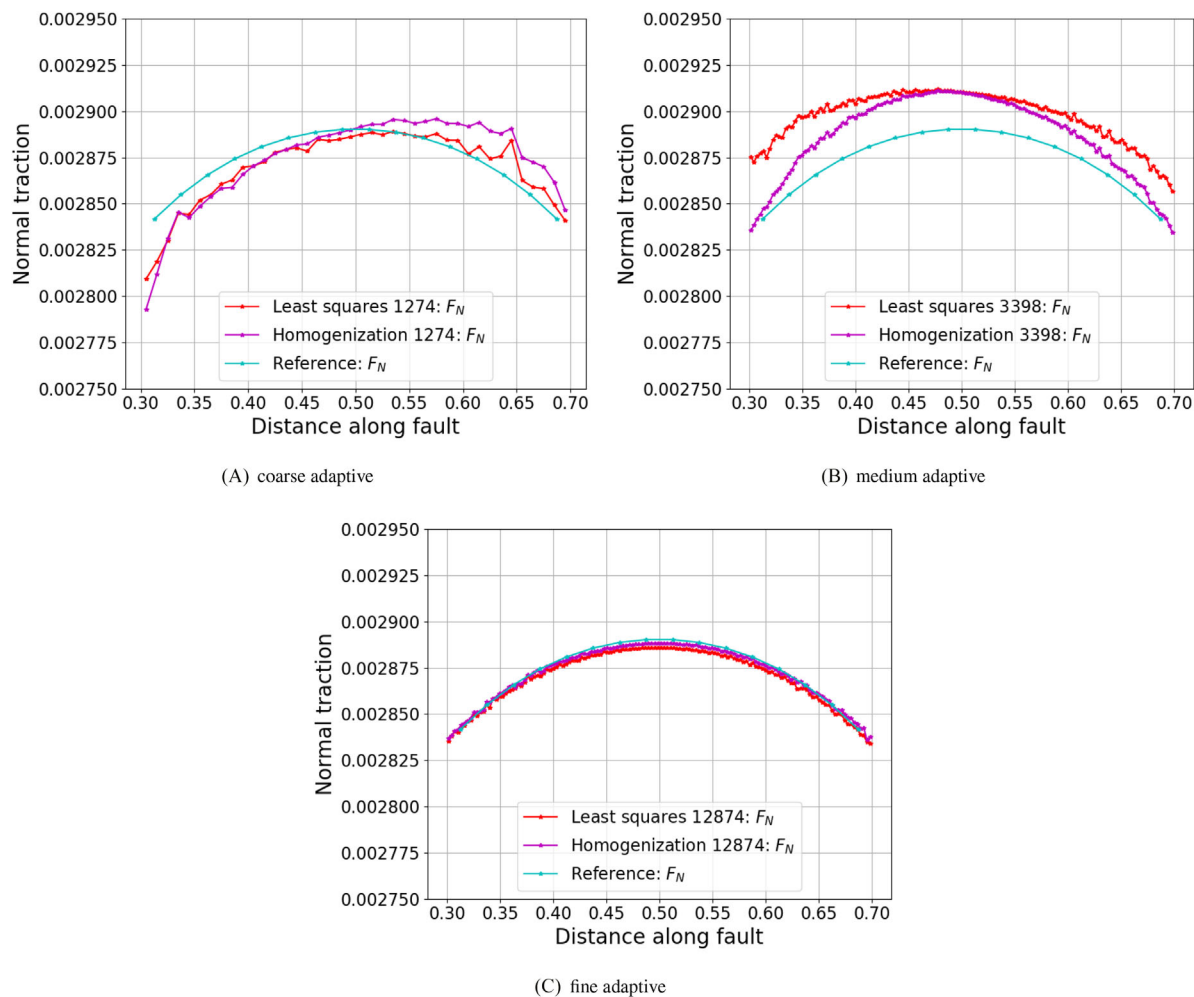 0.002950
0.002925
0.002900
0.002875
0.002850
0.002825
0.002800
0.002775
0.002750
Normal traction
Least squares 1274: F_N
Homogenization 1274: F_N
Reference: F_N
0.30 0.35 0.40 0.45 0.50 0.55 0.60 0.65 0.70
Distance along fault
(A) coarse adaptive
0.002950
0.002925
0.002900
0.002875
0.002850
0.002825
0.002800
0.002775
0.002750
Normal traction
Least squares 3398: F_N
Homogenization 3398: F_N
Reference: F_N
0.30 0.35 0.40 0.45 0.50 0.55 0.60 0.65 0.70
Distance along fault
(B) medium adaptive
0.002950
0.002925
0.002900
0.002875
0.002850
0.002825
0.002800
0.002775
0.002750
Normal traction
Least squares 12874: F_N
Homogenization 12874: F_N
Reference: F_N
0.30 0.35 0.40 0.45 0.50 0.55 0.60 0.65 0.70
Distance along fault
(C) fine adaptive